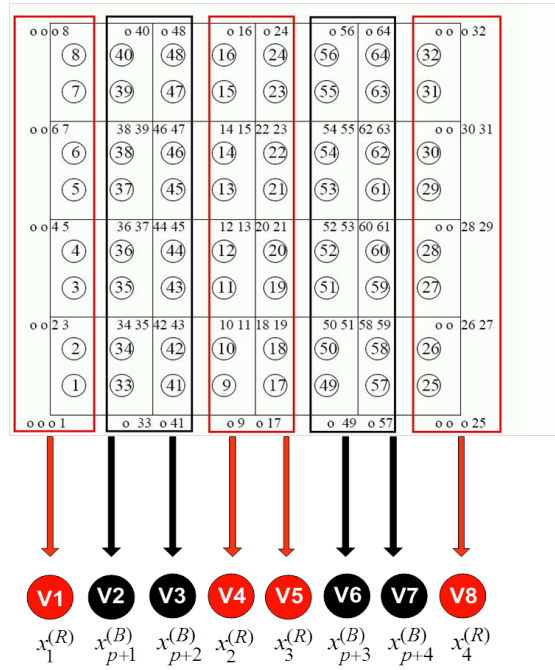 o o o 8 o 40 o 48 o 16 o 24 o 56 o 64 o o o 32
8 40 48 16 24 56 64 32
7 39 47 15 23 55 63 31
o o 6 7 38 39 46 47 14 15 22 23 54 55 62 63 o o 30 31
6 38 46 14 22 54 62 30
5 37 45 13 21 53 61 29
o o 4 5 36 37 44 45 12 13 20 21 52 53 60 61 o o 28 29
4 36 44 12 20 52 60 28
3 35 43 11 19 51 59 27
o o 2 3 34 35 42 43 10 11 18 19 50 51 58 59 o o 26 27
2 34 42 10 18 50 58 26
1 33 41 9 17 49 57 25
o o o 1 o 33 o 41 o 9 o 17 o 49 o 57 o o o 25
V1 V2 V3 V4 V5 V6 V7 V8
x_1^{(R)} x_{p+1}^{(B)} x_{p+2}^{(B)} x_2^{(R)} x_3^{(R)} x_{p+3}^{(B)} x_{p+4}^{(B)} x_4^{(R)}